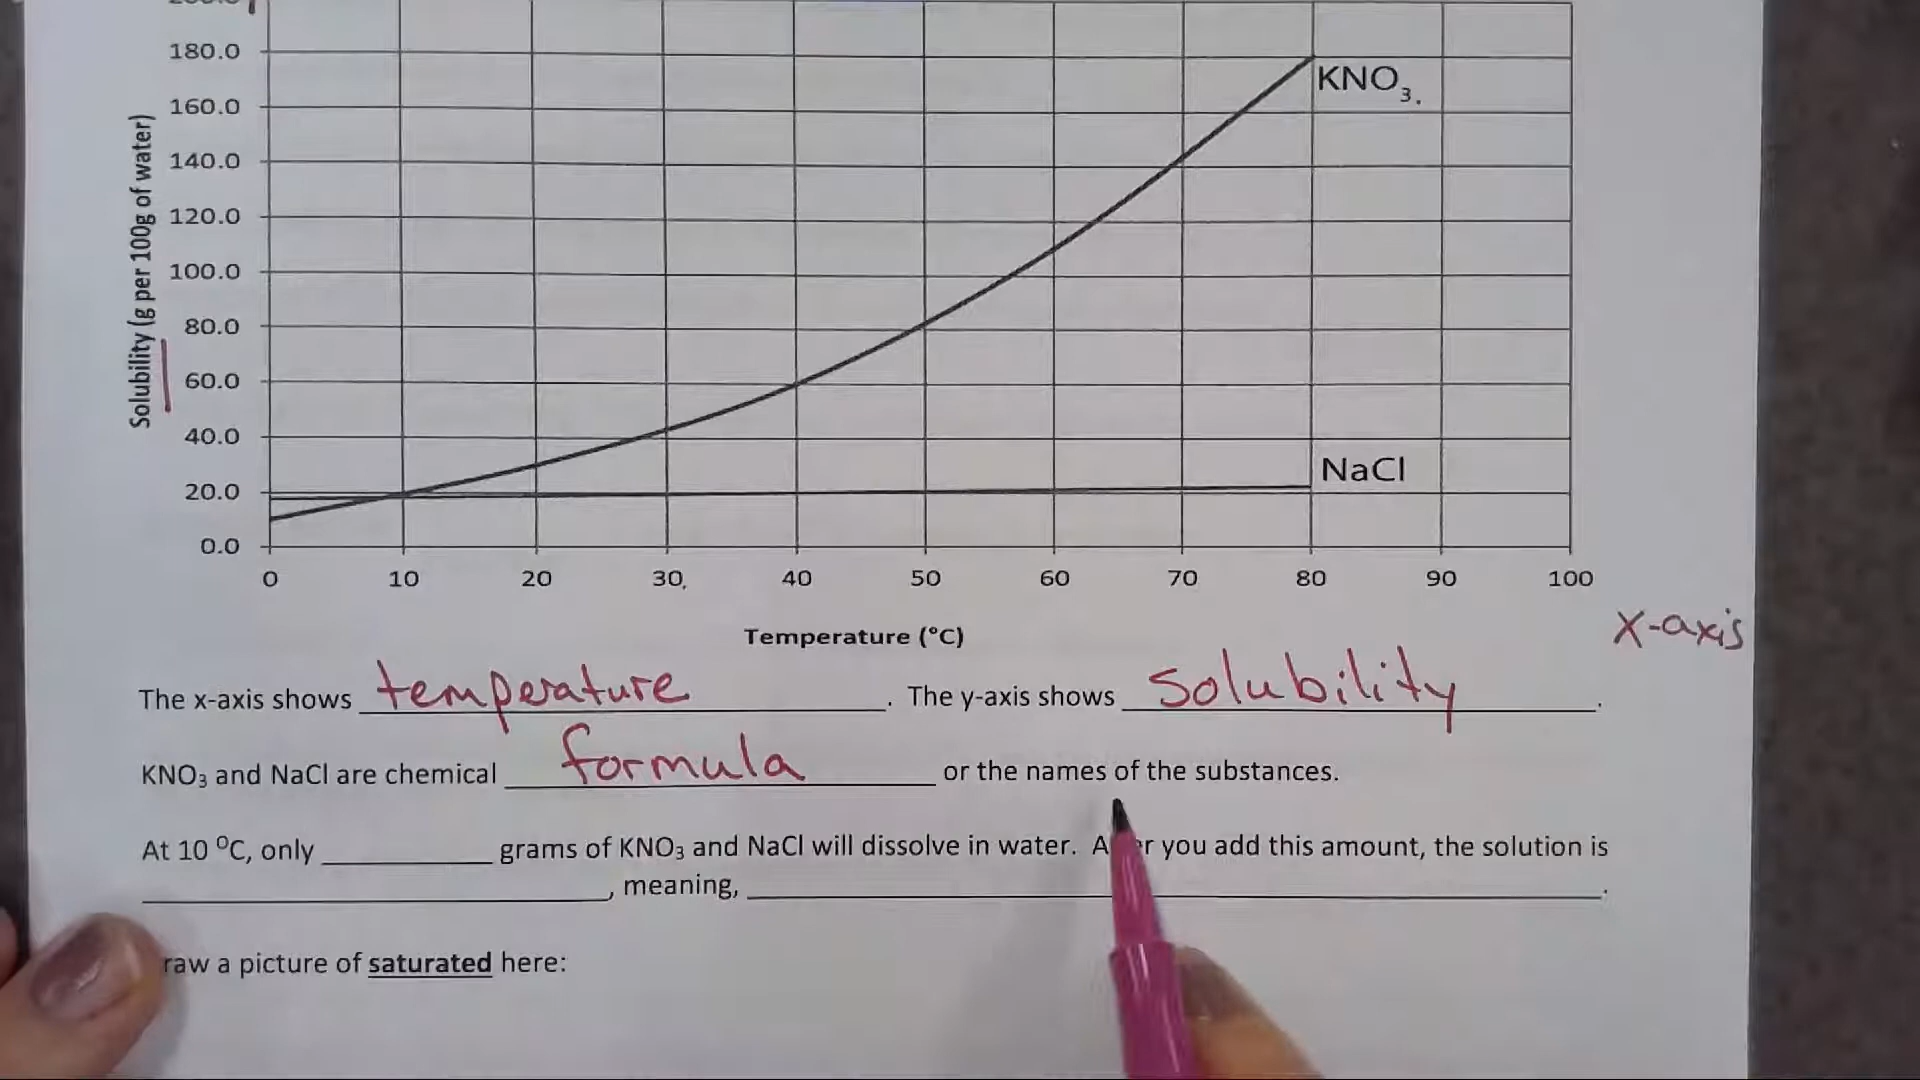 180.0
160.0
140.0
120.0
100.0
80.0
60.0
40.0
20.0
0.0
Solubility (g per 100g of water)
KNO₃.
NaCl
0 10 20 30, 40 50 60 70 80 90 100
Temperature (°C)
x-axis
The x-axis shows temperature. The y-axis shows solubility.
KNO₃ and NaCl are chemical formula or the names of the substances.
At 10 ⁰C, only __________ grams of KNO₃ and NaCl will dissolve in water. you add this amount, the solution is
__________, meaning, __________.
raw a picture of saturated here: